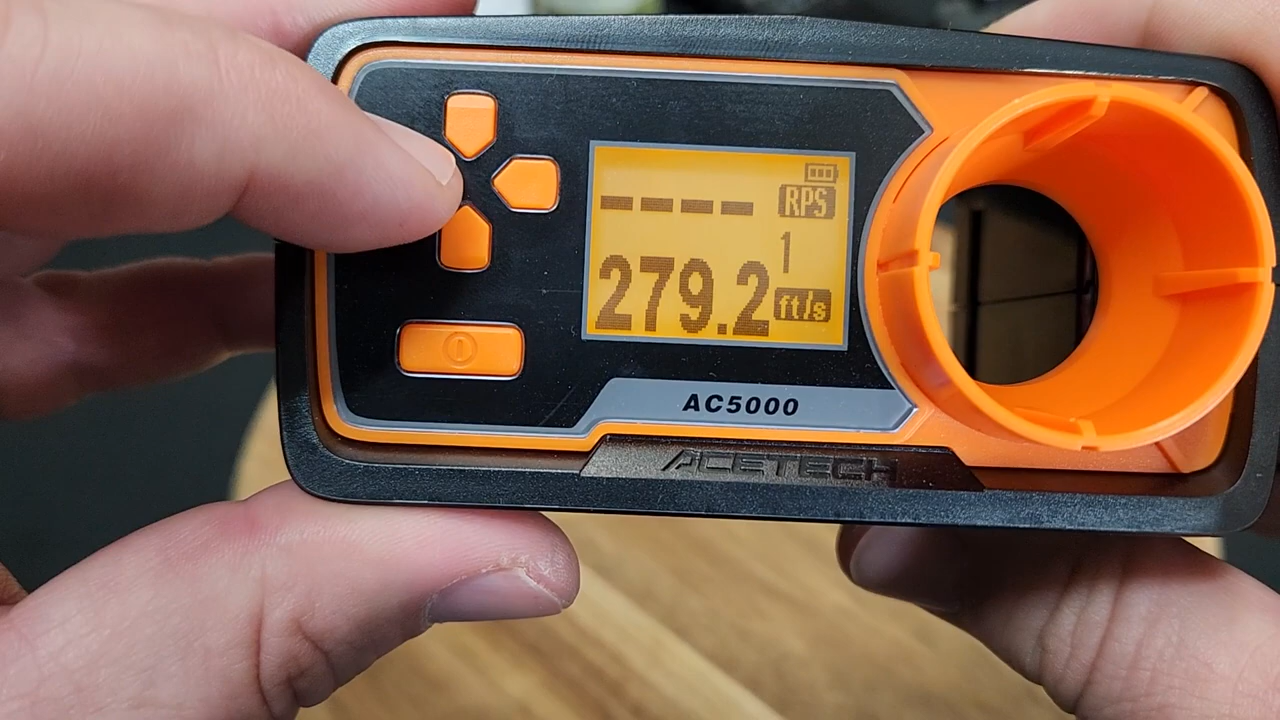 ---- RPS
1
279.2 ft/s
AC5000
ACETECH